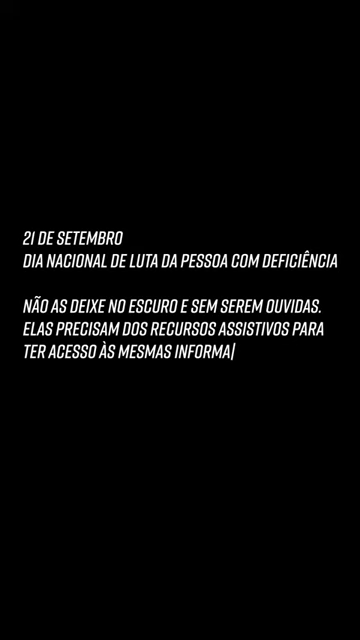 21 DE SETEMBRO
DIA NACIONAL DE LUTA DA PESSOA COM DEFICIÊNCIA
NÃO AS DEIXE NO ESCURO E SEM SEREM OUVIDAS.
ELAS PRECISAM DOS RECURSOS ASSISTIVOS PARA
TER ACESSO ÀS MESMAS INFORMA|